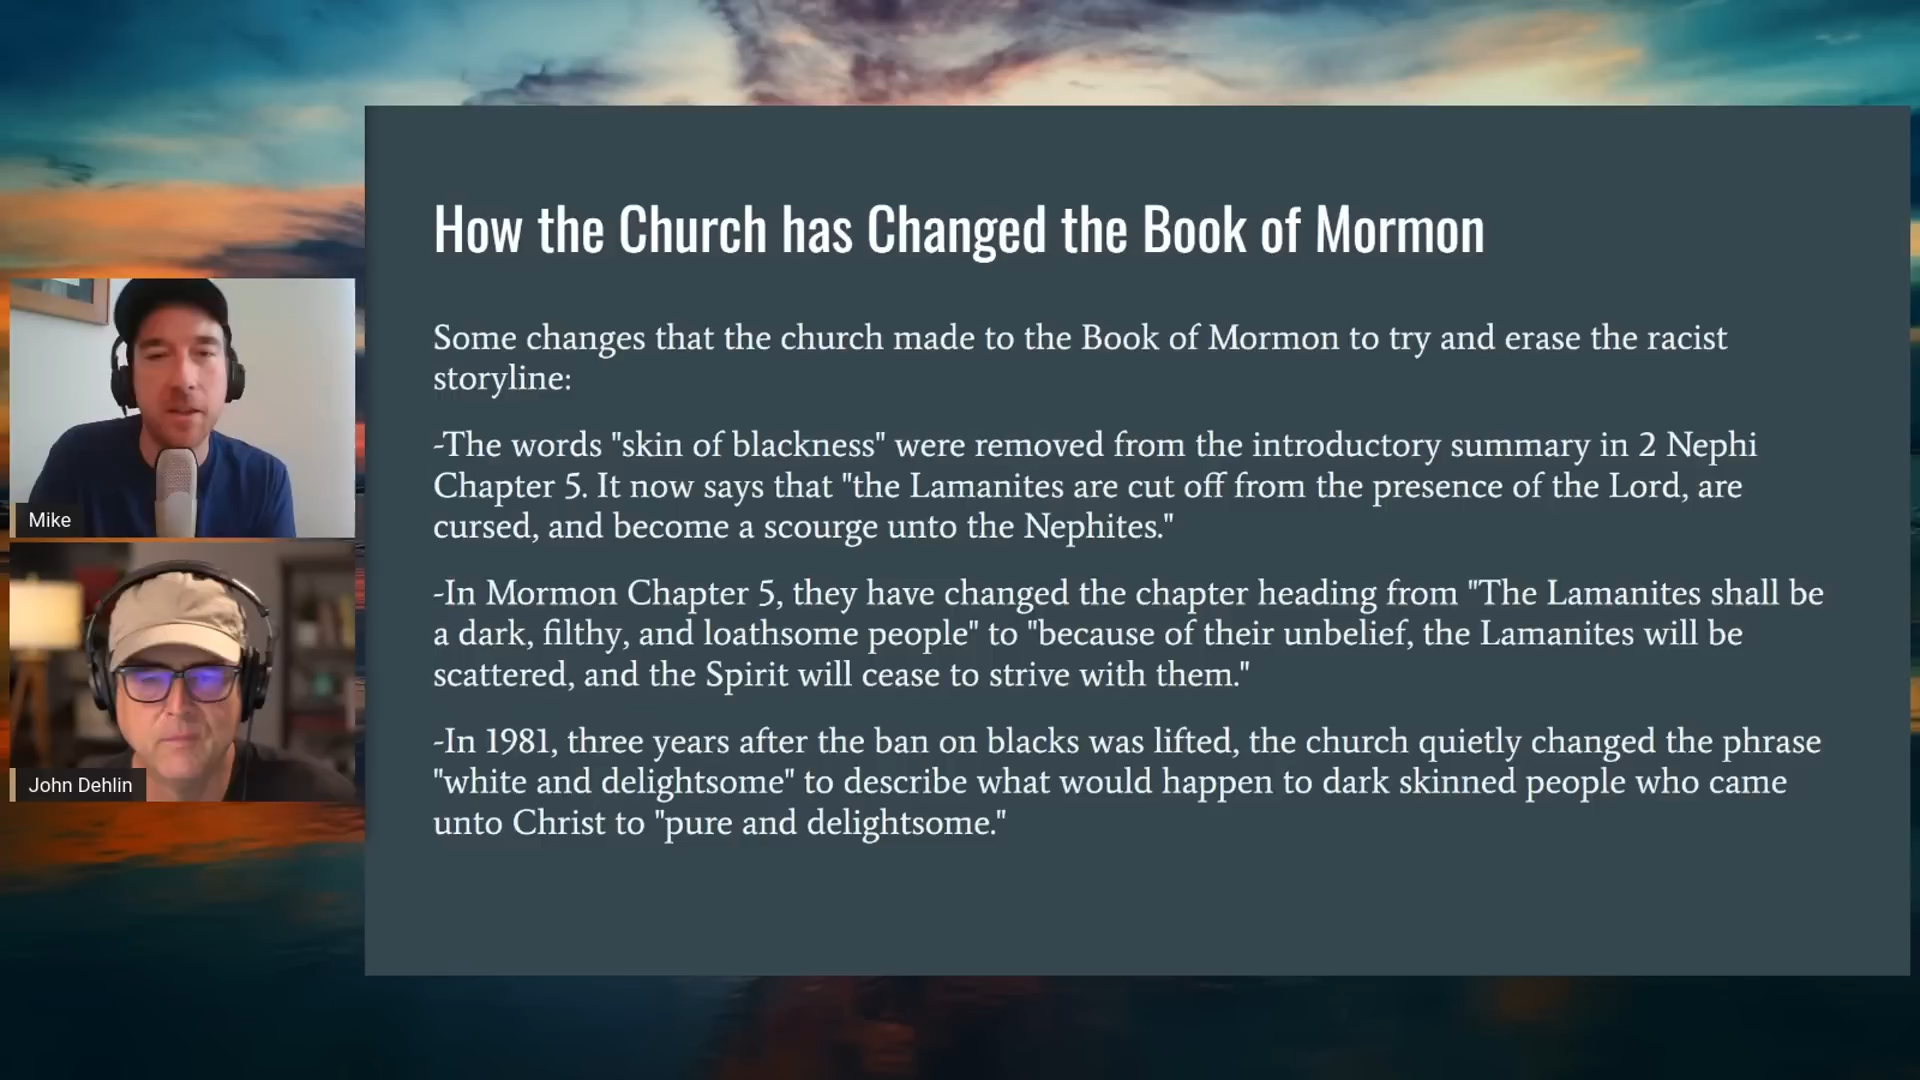 How the Church has Changed the Book of Mormon
Some changes that the church made to the Book of Mormon to try and erase the racist
storyline:
-The words "skin of blackness" were removed from the introductory summary in 2 Nephi
Chapter 5. It now says that "the Lamanites are cut off from the presence of the Lord, are
cursed, and become a scourge unto the Nephites."
-In Mormon Chapter 5, they have changed the chapter heading from "The Lamanites shall be
a dark, filthy, and loathsome people" to "because of their unbelief, the Lamanites will be
scattered, and the Spirit will cease to strive with them."
-In 1981, three years after the ban on blacks was lifted, the church quietly changed the phrase
"white and delightsome" to describe what would happen to dark skinned people who came
unto Christ to "pure and delightsome."
Mike
John Dehlin